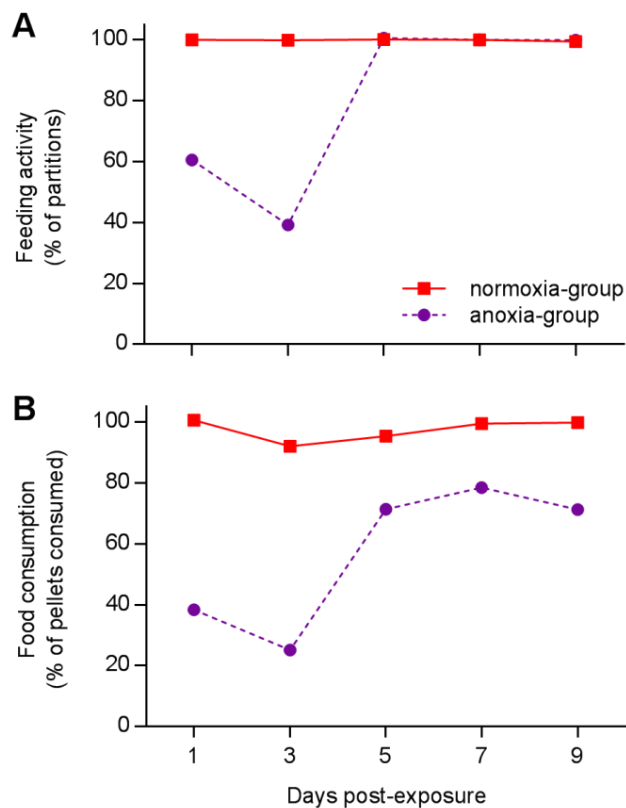 A
Feeding activity
(% of partitions)
100
80
60
40
20
0
normoxia-group
anoxia-group
B
Food consumption
(% of pellets consumed)
100
80
60
40
20
0
1 3 5 7 9
Days post-exposure